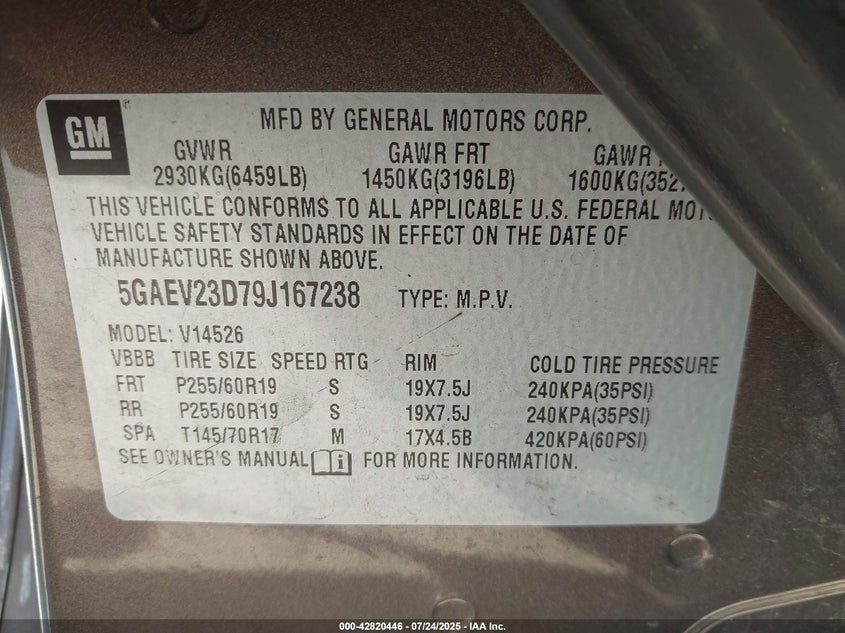 GM
MFD BY GENERAL MOTORS CORP.
GVWR GAWR FRT GAWR
2930KG(6459LB) 1450KG(3196LB) 1600KG(352
THIS VEHICLE CONFORMS TO ALL APPLICABLE U.S. FEDERAL MOT
VEHICLE SAFETY STANDARDS IN EFFECT ON THE DATE OF
MANUFACTURE SHOWN ABOVE.
5GAEV23D79J167238 TYPE: M.P.V.
MODEL: V14526
VBBB TIRE SIZE SPEED RTG RIM COLD TIRE PRESSURE
FRT P255/60R19 S 19X7.5J 240KPA(35PSI)
RR P255/60R19 S 19X7.5J 240KPA(35PSI)
SPA T145/70R17 M 17X4.5B 420KPA(60PSI)
SEE OWNER'S MANUAL FOR MORE INFORMATION.
000-42820446 - 07/24/2025 - IAA Inc.